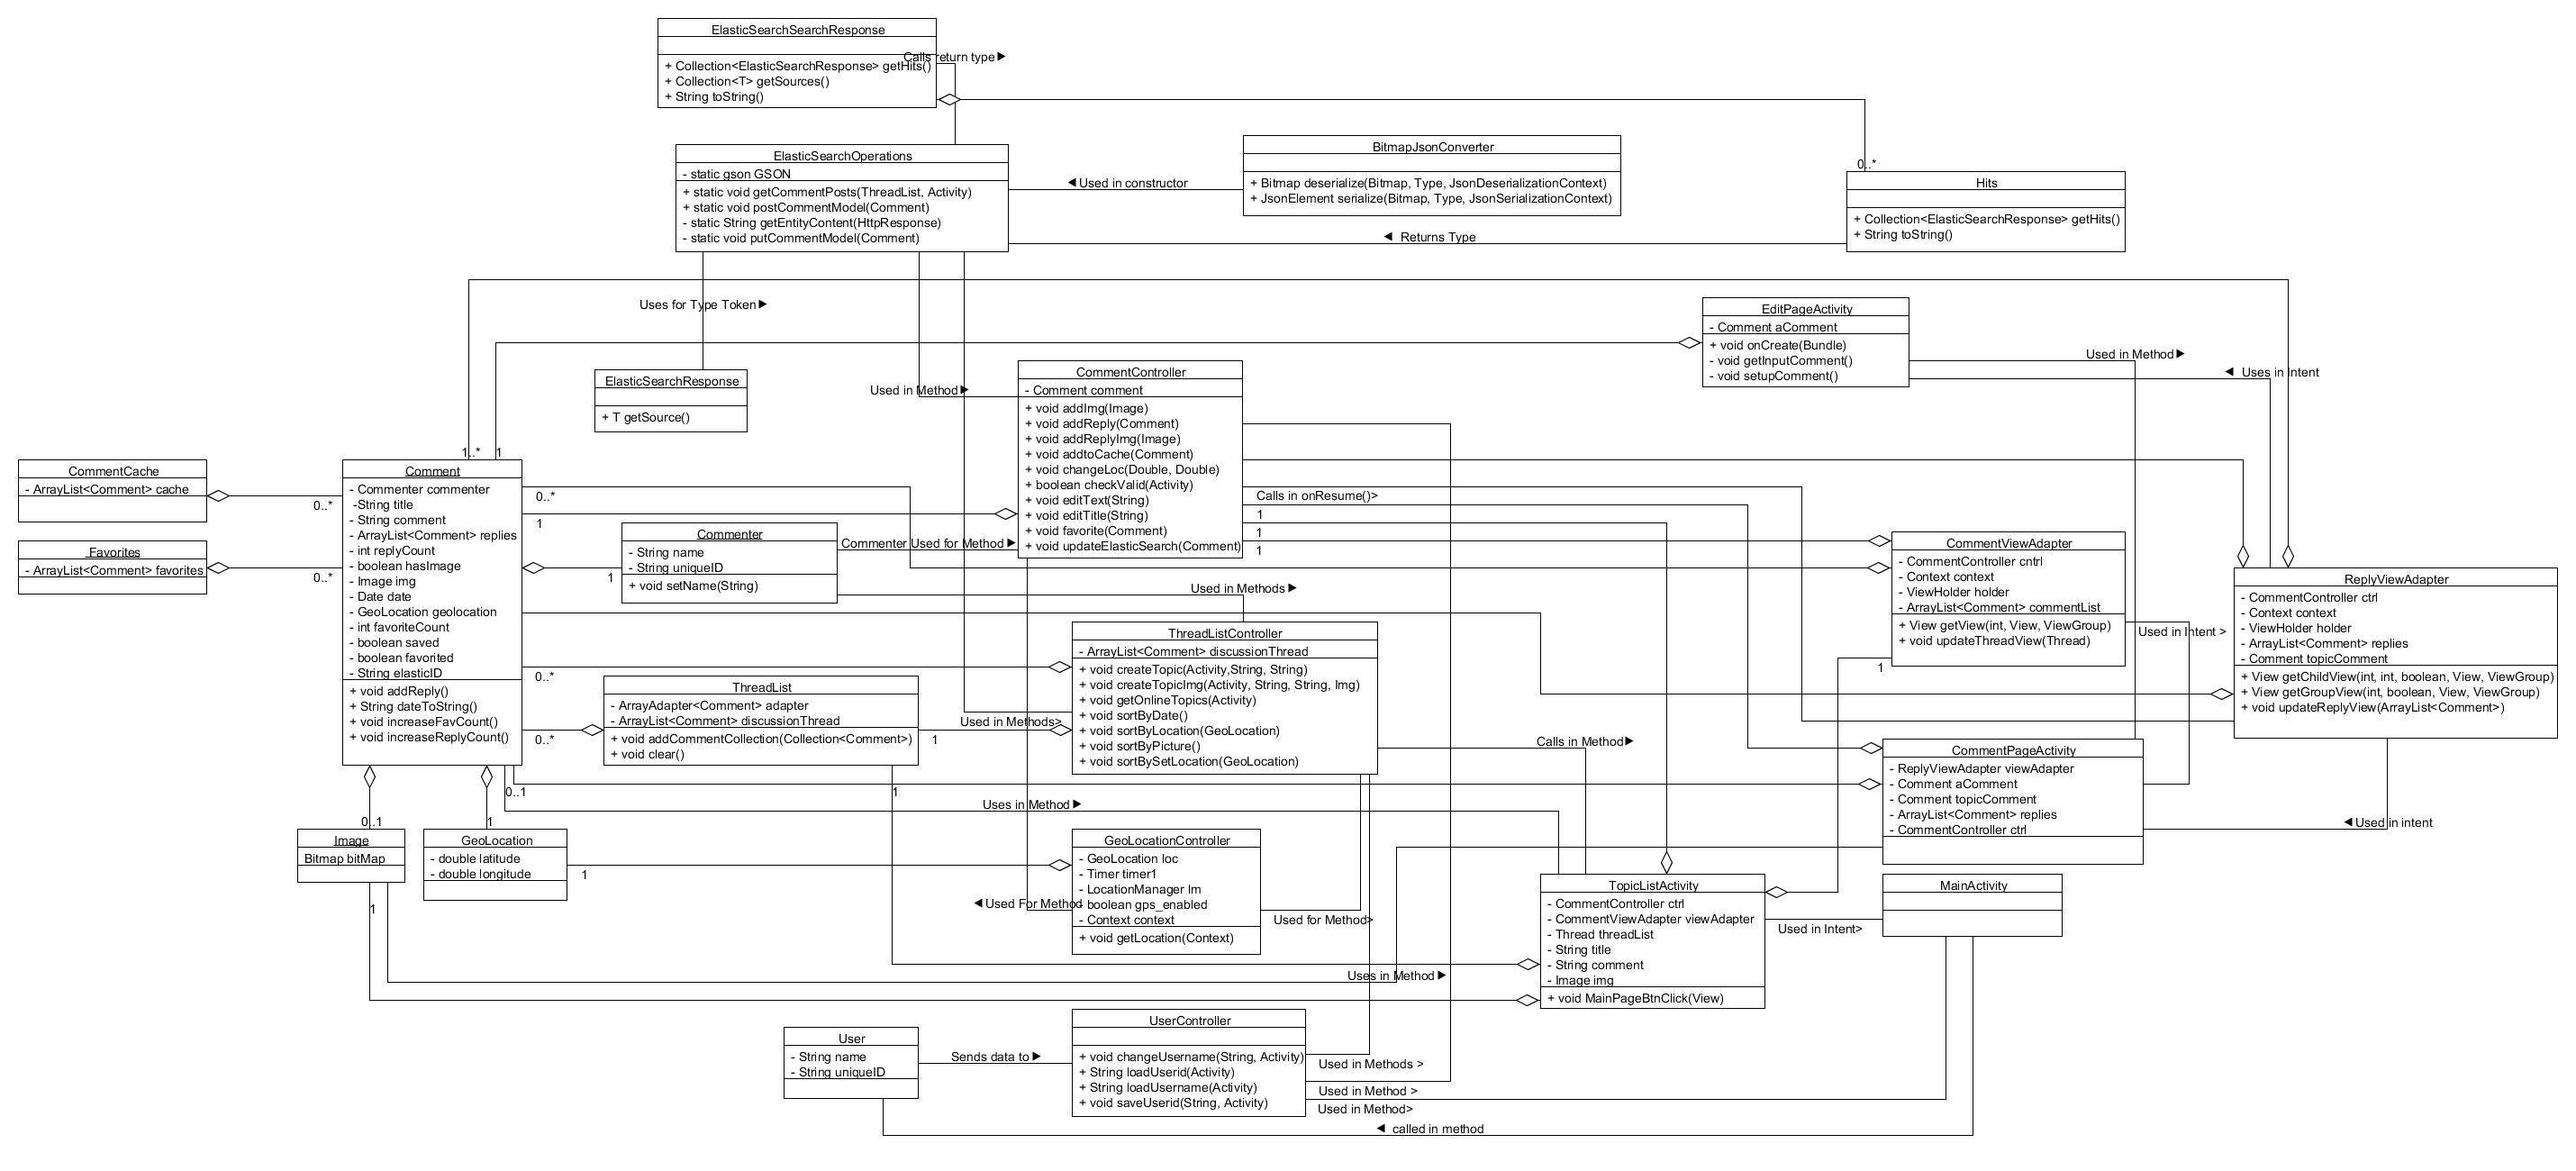 ElasticSearchSearchResponse
+ Collection<ElasticSearchResponse> getHits()
+ Collection<T> getSources()
+ String toString()
Calls return type ►
ElasticSearchOperations
- static gson GSON
+ static void getCommentPosts(ThreadList, Activity)
+ static void postCommentModel(Comment)
- static String getEntityContent(HttpResponse)
- static void putCommentModel(Comment)
◄ Used in constructor
BitmapJsonConverter
+ Bitmap deserialize(Bitmap, Type, JsonDeserializationContext)
+ JsonElement serialize(Bitmap, Type, JsonSerializationContext)
0..*
Hits
+ Collection<ElasticSearchResponse> getHits()
+ String toString()
◄ Returns Type
Uses for Type Token ►
EditPageActivity
- Comment aComment
+ void onCreate(Bundle)
- void getInputComment()
- void setupComment()
Used in Method ►
◄ Uses in Intent
ElasticSearchResponse
+ T getSource()
Used in Method ►
CommentController
- Comment comment
+ void addImg(Image)
+ void addReply(Comment)
+ void addReplyImg(Image)
+ void addtoCache(Comment)
+ void changeLoc(Double, Double)
+ boolean checkValid(Activity)
+ void editText(String)
+ void editTitle(String)
+ void favorite(Comment)
+ void updateElasticSearch(Comment)
1..*
1
CommentCache
- ArrayList<Comment> cache
0..*
Favorites
- ArrayList<Comment> favorites
0..*
Comment
- Commenter commenter
-String title
- String comment
- ArrayList<Comment> replies
- int replyCount
- boolean hasImage
- Image img
- Date date
- GeoLocation geolocation
- int favoriteCount
- boolean saved
- boolean favorited
- String elasticID
+ void addReply()
+ String dateToString()
+ void increaseFavCount()
+ void increaseReplyCount()
0..*
1
1
Commenter
- String name
- String uniqueID
+ void setName(String)
Commenter Used for Method ►
Calls in onResume()>
1
1
1
Used in Methods ►
CommentViewAdapter
- CommentController cntrl
- Context context
- ViewHolder holder
- ArrayList<Comment> commentList
+ View getView(int, View, ViewGroup)
+ void updateThreadView(Thread)
1
Used in Intent >
ReplyViewAdapter
- CommentController ctrl
- Context context
- ViewHolder holder
- ArrayList<Comment> replies
- Comment topicComment
+ View getChildView(int, int, boolean, View, ViewGroup)
+ View getGroupView(int, boolean, View, ViewGroup)
+ void updateReplyView(ArrayList<Comment>)
ThreadListController
- ArrayList<Comment> discussionThread
+ void createTopic(Activity,String, String)
+ void createTopicImg(Activity, String, String, Img)
+ void getOnlineTopics(Activity)
+ void sortByDate()
+ void sortByLocation(GeoLocation)
+ void sortByPicture()
+ void sortBySetLocation(GeoLocation)
0..*
ThreadList
- ArrayAdapter<Comment> adapter
- ArrayList<Comment> discussionThread
+ void addCommentCollection(Collection<Comment>)
+ void clear()
0..*
Used in Methods>
1
1
Calls in Method►
CommentPageActivity
- ReplyViewAdapter viewAdapter
- Comment aComment
- Comment topicComment
- ArrayList<Comment> replies
- CommentController ctrl
◄ Used in intent
0..1
Uses in Method ►
0..1
1
Image
Bitmap bitMap
1
GeoLocation
- double latitude
- double longitude
1
GeoLocationController
- GeoLocation loc
- Timer timer1
- LocationManager lm
- boolean gps_enabled
- Context context
+ void getLocation(Context)
◄ Used For Method
Used for Method>
TopicListActivity
- CommentController ctrl
- CommentViewAdapter viewAdapter
- Thread threadList
- String title
- String comment
- Image img
+ void MainPageBtnClick(View)
Used in Intent>
MainActivity
Uses in Method ►
User
- String name
- String uniqueID
Sends data to ►
UserController
+ void changeUsername(String, Activity)
+ String loadUserid(Activity)
+ String loadUsername(Activity)
+ void saveUserid(String, Activity)
Used in Methods >
Used in Method >
Used in Method>
◄ called in method